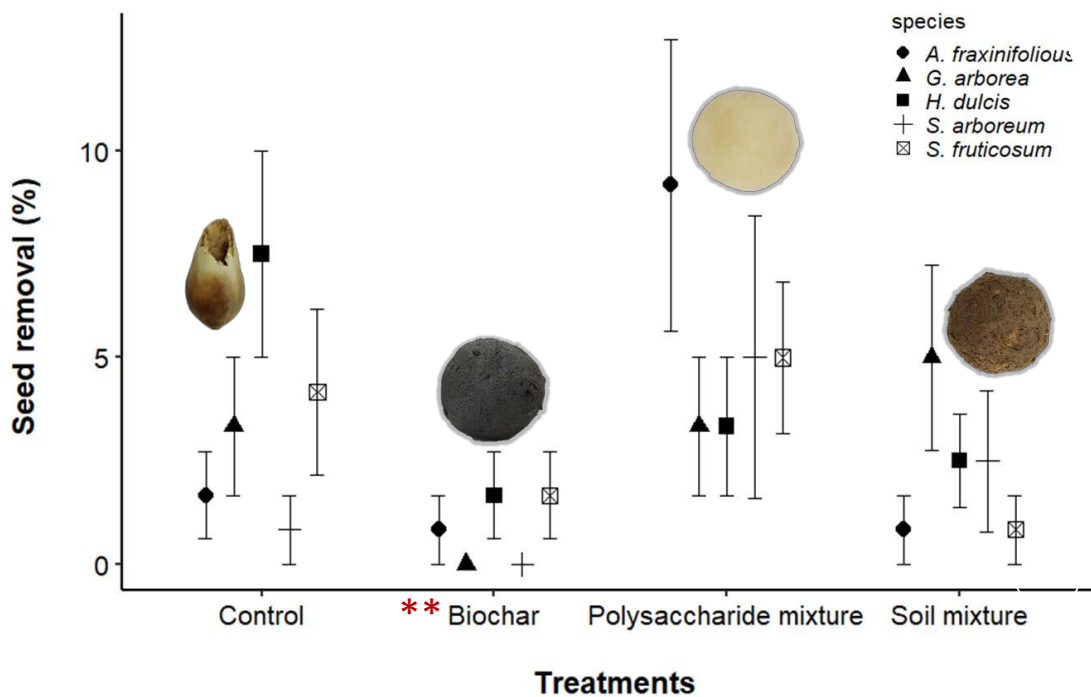 species
A. fraxinifolious
G. arborea
H. dulcis
S. arboreum
S. fruticosum
Seed removal (%)
10
5
0
Control
** Biochar
Polysaccharide mixture
Soil mixture
Treatments